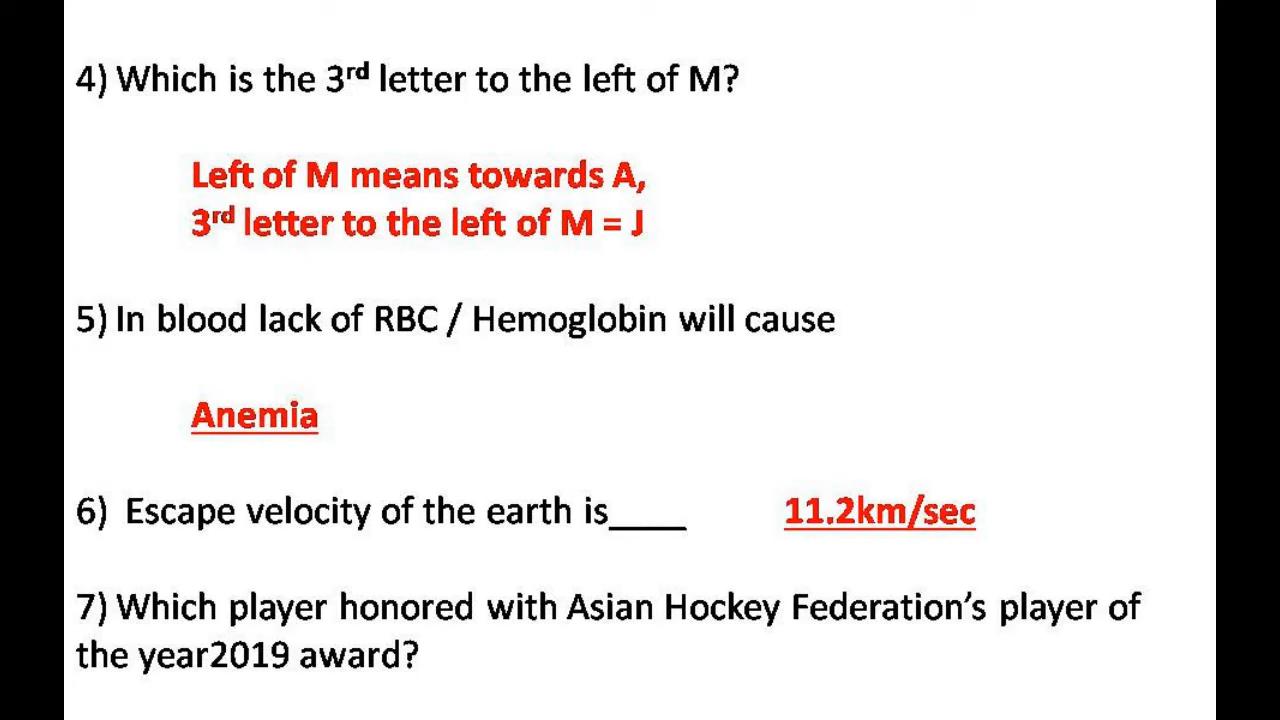 4) Which is the 3rd letter to the left of M?
Left of M means towards A,
3rd letter to the left of M = J
5) In blood lack of RBC / Hemoglobin will cause
Anemia
6) Escape velocity of the earth is____ 11.2km/sec
7) Which player honored with Asian Hockey Federation’s player of
the year2019 award?